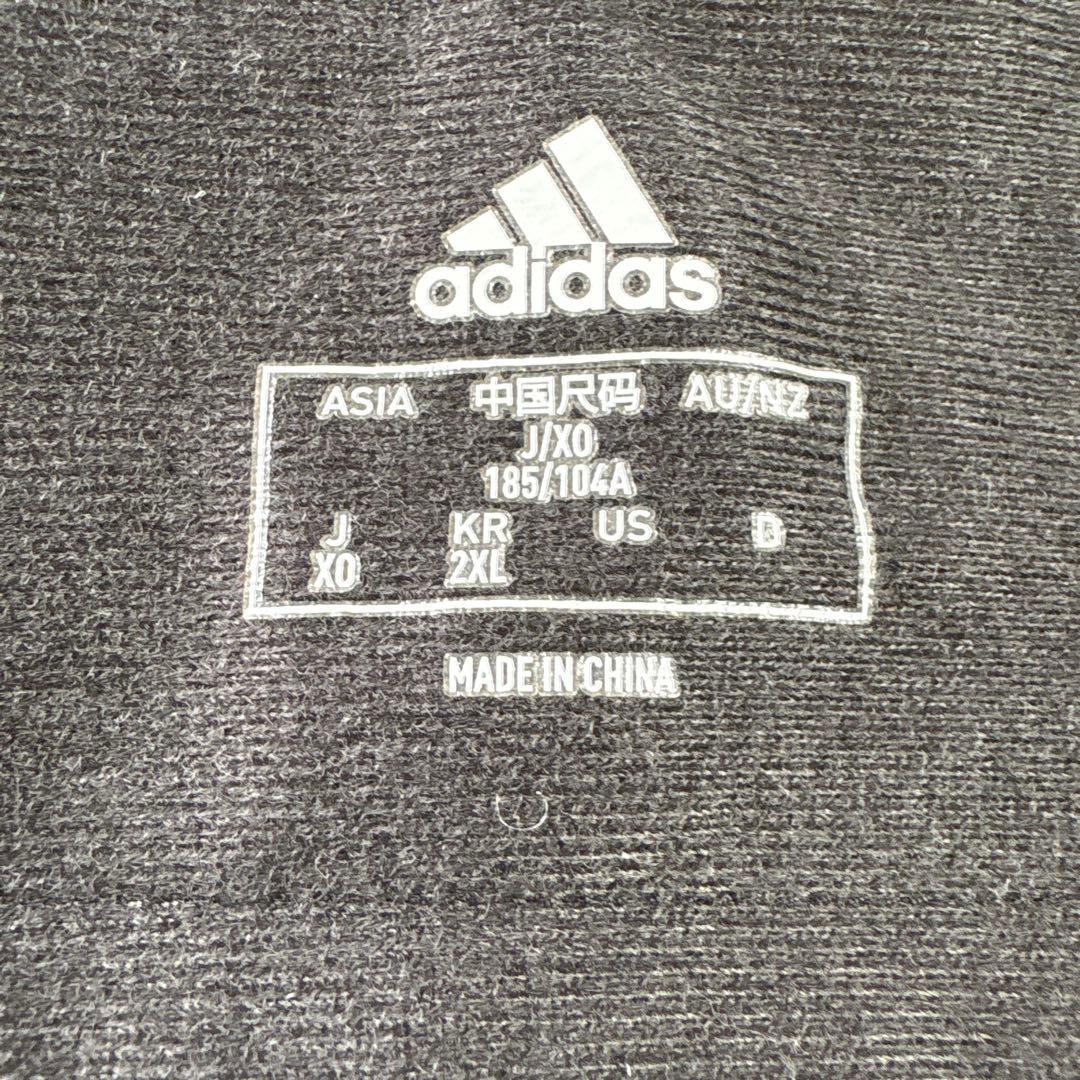 adidas
ASIA 中国尺码 AU/NZ
J/XO
185/104A
J KR US D
XO 2XL
MADE IN CHINA